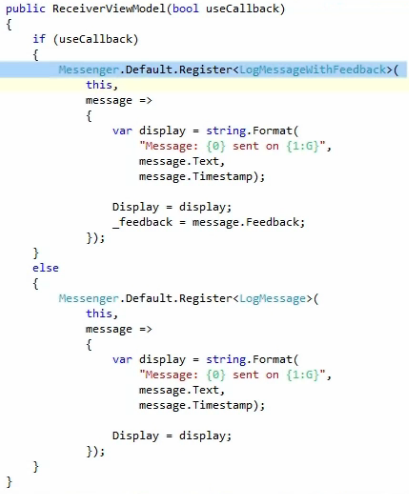 public ReceiverViewModel(bool useCallback)
{
    if (useCallback)
    {
        Messenger.Default.Register<LogMessageWithFeedback>(
            this,
            message =>
            {
                var display = string.Format(
                    "Message: {0} sent on {1:G}",
                    message.Text,
                    message.Timestamp);

                Display = display;
                _feedback = message.Feedback;
            });
    }
    else
    {
        Messenger.Default.Register<LogMessage>(
            this,
            message =>
            {
                var display = string.Format(
                    "Message: {0} sent on {1:G}",
                    message.Text,
                    message.Timestamp);

                Display = display;
            });
    }
}